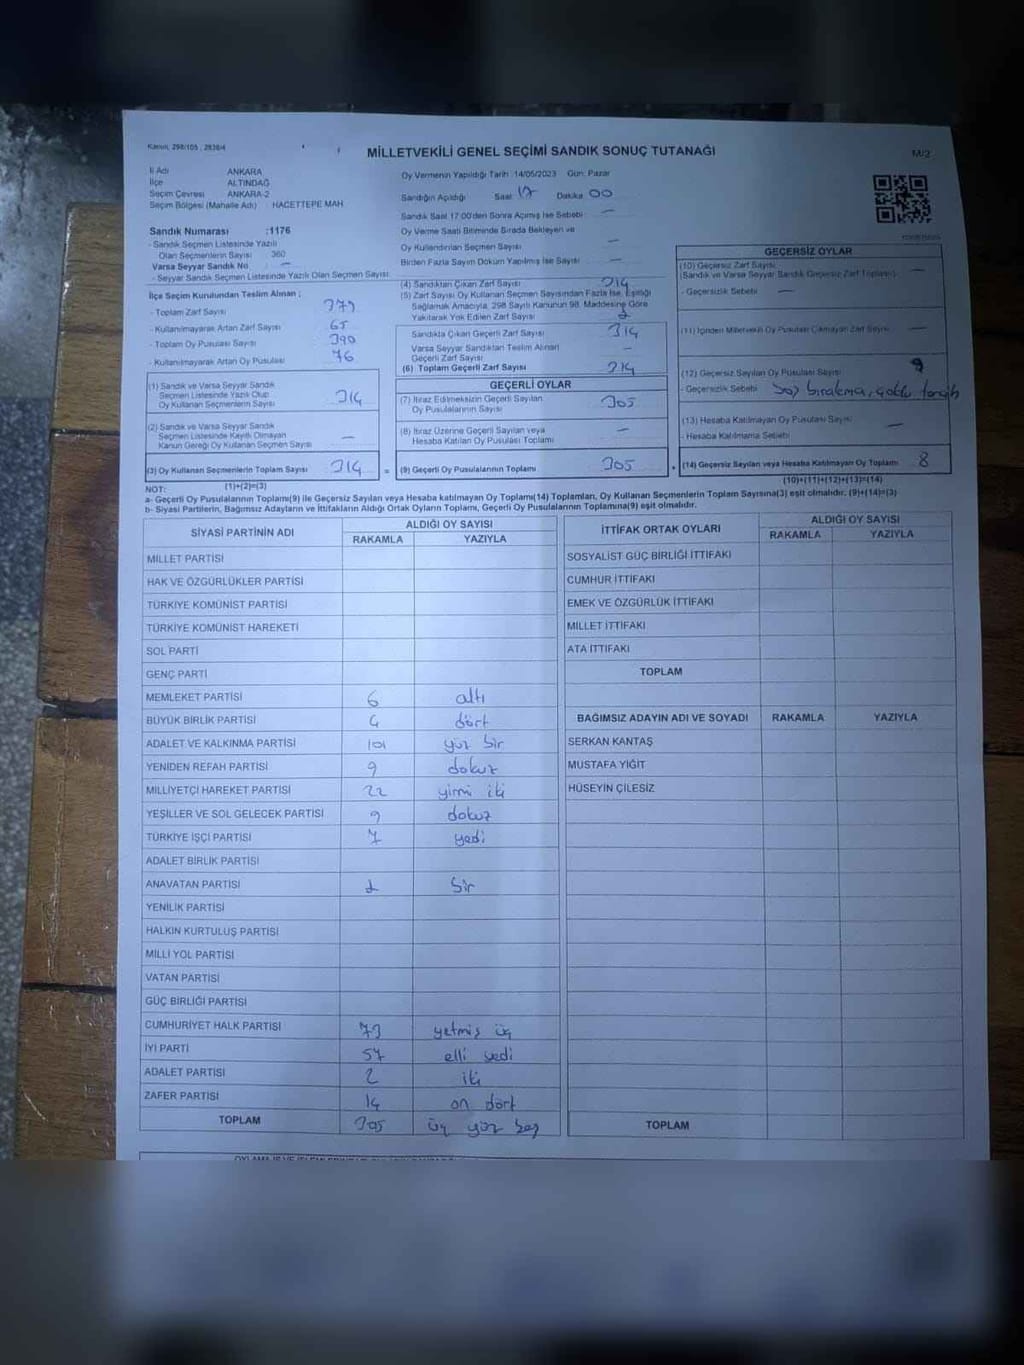 Kanun: 298/105 , 2839/4
MİLLETVEKİLİ GENEL SEÇİMİ SANDIK SONUÇ TUTANAĞI
M/2
İl Adı ANKARA
İlçe ALTINDAĞ
Seçim Çevresi ANKARA-2
Seçim Bölgesi (Mahalle Adı) : HACETTEPE MAH.
Oy Vermenin Yapıldığı Tarih :14/05/2023 Gün: Pazar
Sandığın Açıldığı Saat 17 Dakika 00
Sandık Saat 17:00'den Sonra Açılmış İse Sebebi —
Oy Verme Saati Bitiminde Sırada Bekleyen ve
Oy Kullandırılan Seçmen Sayısı —
Birden Fazla Sayım Döküm Yapılmış İse Sayısı —
Sandık Numarası :1176
- Sandık Seçmen Listesinde Yazılı
Olan Seçmenlerin Sayısı 360
Varsa Seyyar Sandık No —
- Seyyar Sandık Seçmen Listesinde Yazılı Olan Seçmen Sayısı:
İlçe Seçim Kurulundan Teslim Alınan ;
- Toplam Zarf Sayısı 379
- Kullanılmayarak Artan Zarf Sayısı 65
- Toplam Oy Pusulası Sayısı 390
- Kullanılmayarak Artan Oy Pusulası 76
(1) Sandık ve Varsa Seyyar Sandık
Seçmen Listesinde Yazılı Olup
Oy Kullanan Seçmenlerin Sayısı 314
(2) Sandık ve Varsa Seyyar Sandık
Seçmen Listesinde Kayıtlı Olmayan
Kanun Gereği Oy Kullanan Seçmen Sayısı —
(3) Oy Kullanan Seçmenlerin Toplam Sayısı 314 =
(1)+(2)=(3)
(4) Sandıktan Çıkan Zarf Sayısı 314
(5) Zarf Sayısı Oy Kullanan Seçmen Sayısından Fazla İse, Eşitliği
Sağlamak Amacıyla, 298 Sayılı Kanunun 98. Maddesine Göre
Yakılarak Yok Edilen Zarf Sayısı
Sandıkta Çıkan Geçerli Zarf Sayısı 314
Varsa Seyyar Sandıktan Teslim Alınan
Geçerli Zarf Sayısı —
(6) Toplam Geçerli Zarf Sayısı 314
GEÇERLİ OYLAR
(7) İtiraz Edilmeksizin Geçerli Sayılan
Oy Pusulalarının Sayısı 305
(8) İtiraz Üzerine Geçerli Sayılan veya
Hesaba Katılan Oy Pusulası Toplamı —
(9) Geçerli Oy Pusulalarının Toplamı 305
GEÇERSİZ OYLAR
(10) Geçersiz Zarf Sayısı
(Sandık ve Varsa Seyyar Sandık Geçersiz Zarf Toplamı) —
- Geçersizlik Sebebi —
(11) İçinden Milletvekili Oy Pusulası Çıkmayan Zarf Sayısı —
(12) Geçersiz Sayılan Oy Pusulası Sayısı 9
- Geçersizlik Sebebi boş bırakma, çoklu tercih
(13) Hesaba Katılmayan Oy Pusulası Sayısı —
- Hesaba Katılmama Sebebi
(14) Geçersiz Sayılan veya Hesaba Katılmayan Oy Toplamı 8
(10)+(11)+(12)+(13)=(14)
NOT:
a- Geçerli Oy Pusulalarının Toplamı(9) ile Geçersiz Sayılan veya Hesaba katılmayan Oy Toplamı(14) Toplamları, Oy Kullanan Seçmenlerin Toplam Sayısına(3) eşit olmalıdır. (9)+(14)=(3)
b- Siyasi Partilerin, Bağımsız Adayların ve İttifakların Aldığı Ortak Oyların Toplamı, Geçerli Oy Pusulalarının Toplamına(9) eşit olmalıdır.
SİYASİ PARTİNİN ADI ALDIĞI OY SAYISI
RAKAMLA YAZIYLA
MİLLET PARTİSİ
HAK VE ÖZGÜRLÜKLER PARTİSİ
TÜRKİYE KOMÜNİST PARTİSİ
TÜRKİYE KOMÜNİST HAREKETİ
SOL PARTİ
GENÇ PARTİ
MEMLEKET PARTİSİ 6 altı
BÜYÜK BİRLİK PARTİSİ 4 dört
ADALET VE KALKINMA PARTİSİ 101 yüz bir
YENİDEN REFAH PARTİSİ 9 dokuz
MİLLİYETÇİ HAREKET PARTİSİ 22 yirmi iki
YEŞİLLER VE SOL GELECEK PARTİSİ 9 dokuz
TÜRKİYE İŞÇİ PARTİSİ 7 yedi
ADALET BİRLİK PARTİSİ
ANAVATAN PARTİSİ 1 bir
YENİLİK PARTİSİ
HALKIN KURTULUŞ PARTİSİ
MİLLİ YOL PARTİSİ
VATAN PARTİSİ
GÜÇ BİRLİĞİ PARTİSİ
CUMHURİYET HALK PARTİSİ 73 yetmiş üç
İYİ PARTİ 57 elli yedi
ADALET PARTİSİ 2 iki
ZAFER PARTİSİ 14 on dört
TOPLAM 305 üç yüz beş
İTTİFAK ORTAK OYLARI ALDIĞI OY SAYISI
RAKAMLA YAZIYLA
SOSYALİST GÜÇ BİRLİĞİ İTTİFAKI
CUMHUR İTTİFAKI
EMEK VE ÖZGÜRLÜK İTTİFAKI
MİLLET İTTİFAKI
ATA İTTİFAKI
TOPLAM
BAĞIMSIZ ADAYIN ADI VE SOYADI RAKAMLA YAZIYLA
SERKAN KANTAŞ
MUSTAFA YİĞİT
HÜSEYİN ÇİLESİZ
TOPLAM